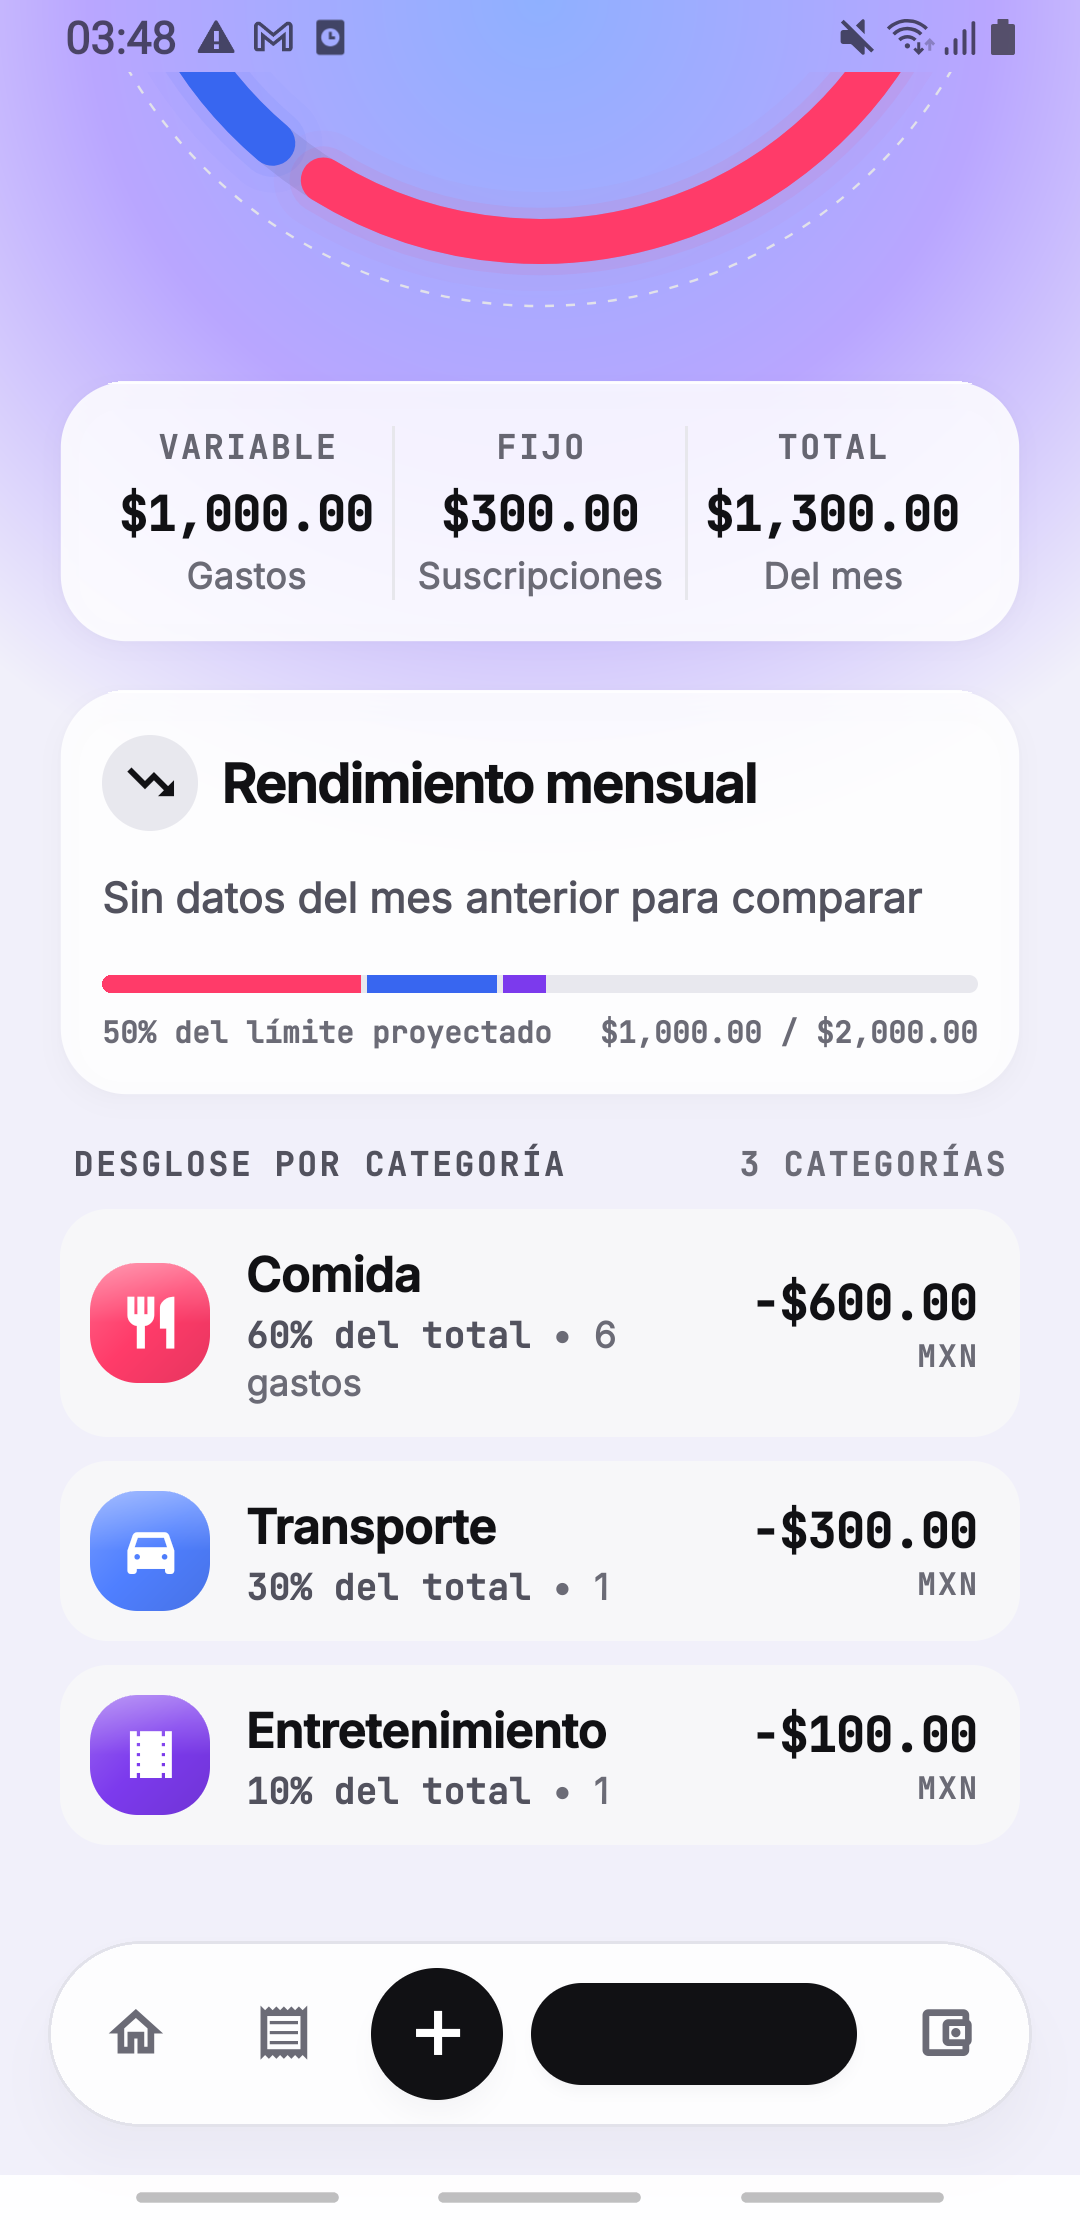 03:48
VARIABLE FIJO TOTAL
$1,000.00 $300.00 $1,300.00
Gastos Suscripciones Del mes
Rendimiento mensual
Sin datos del mes anterior para comparar
50% del límite proyectado $1,000.00 / $2,000.00
DESGLOSE POR CATEGORÍA 3 CATEGORÍAS
Comida
60% del total • 6
gastos
-$600.00
MXN
Transporte
30% del total • 1
-$300.00
MXN
Entretenimiento
10% del total • 1
-$100.00
MXN